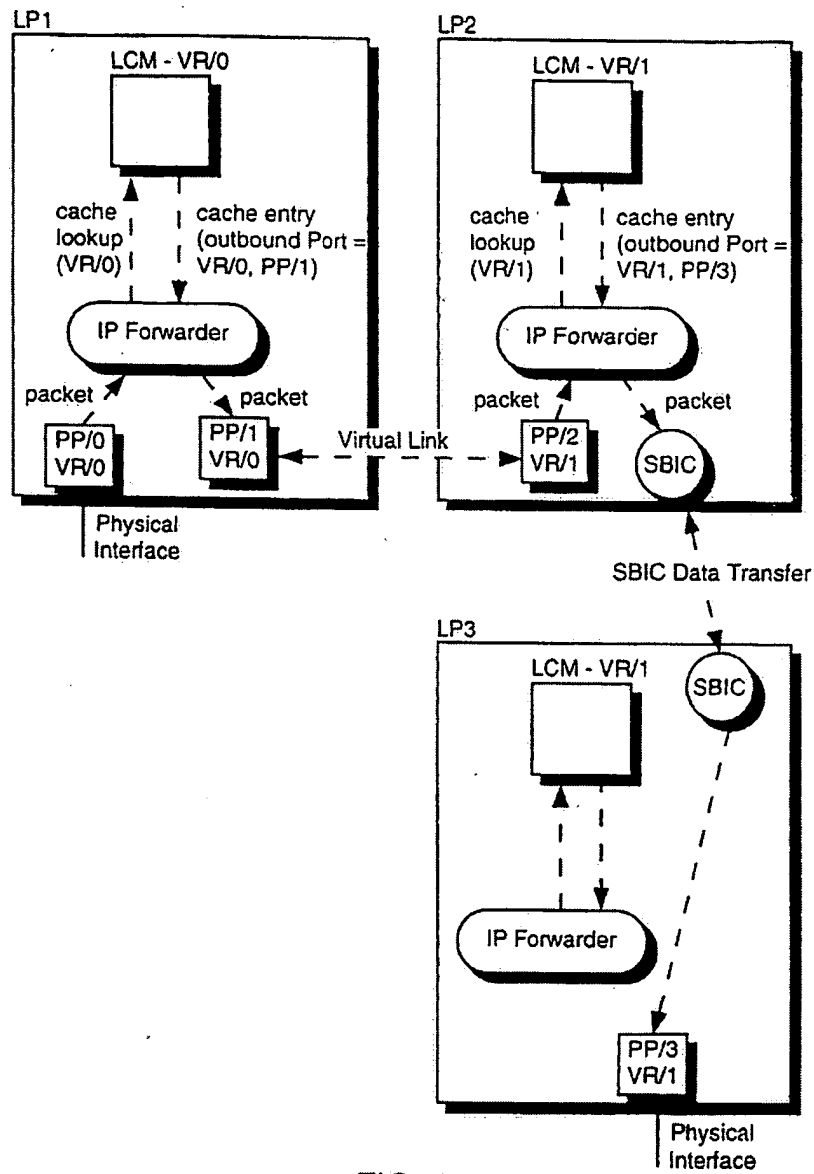 LP1
LCM - VR/0
cache
lookup
(VR/0)
cache entry
(outbound Port =
VR/0, PP/1)
IP Forwarder
packet
packet
PP/0
VR/0
PP/1
VR/0
Physical
Interface
Virtual Link
LP2
LCM - VR/1
cache
lookup
(VR/1)
cache entry
(outbound Port =
VR/1, PP/3)
IP Forwarder
packet
packet
PP/2
VR/1
SBIC
SBIC Data Transfer
LP3
LCM - VR/1
SBIC
IP Forwarder
PP/3
VR/1
Physical
Interface